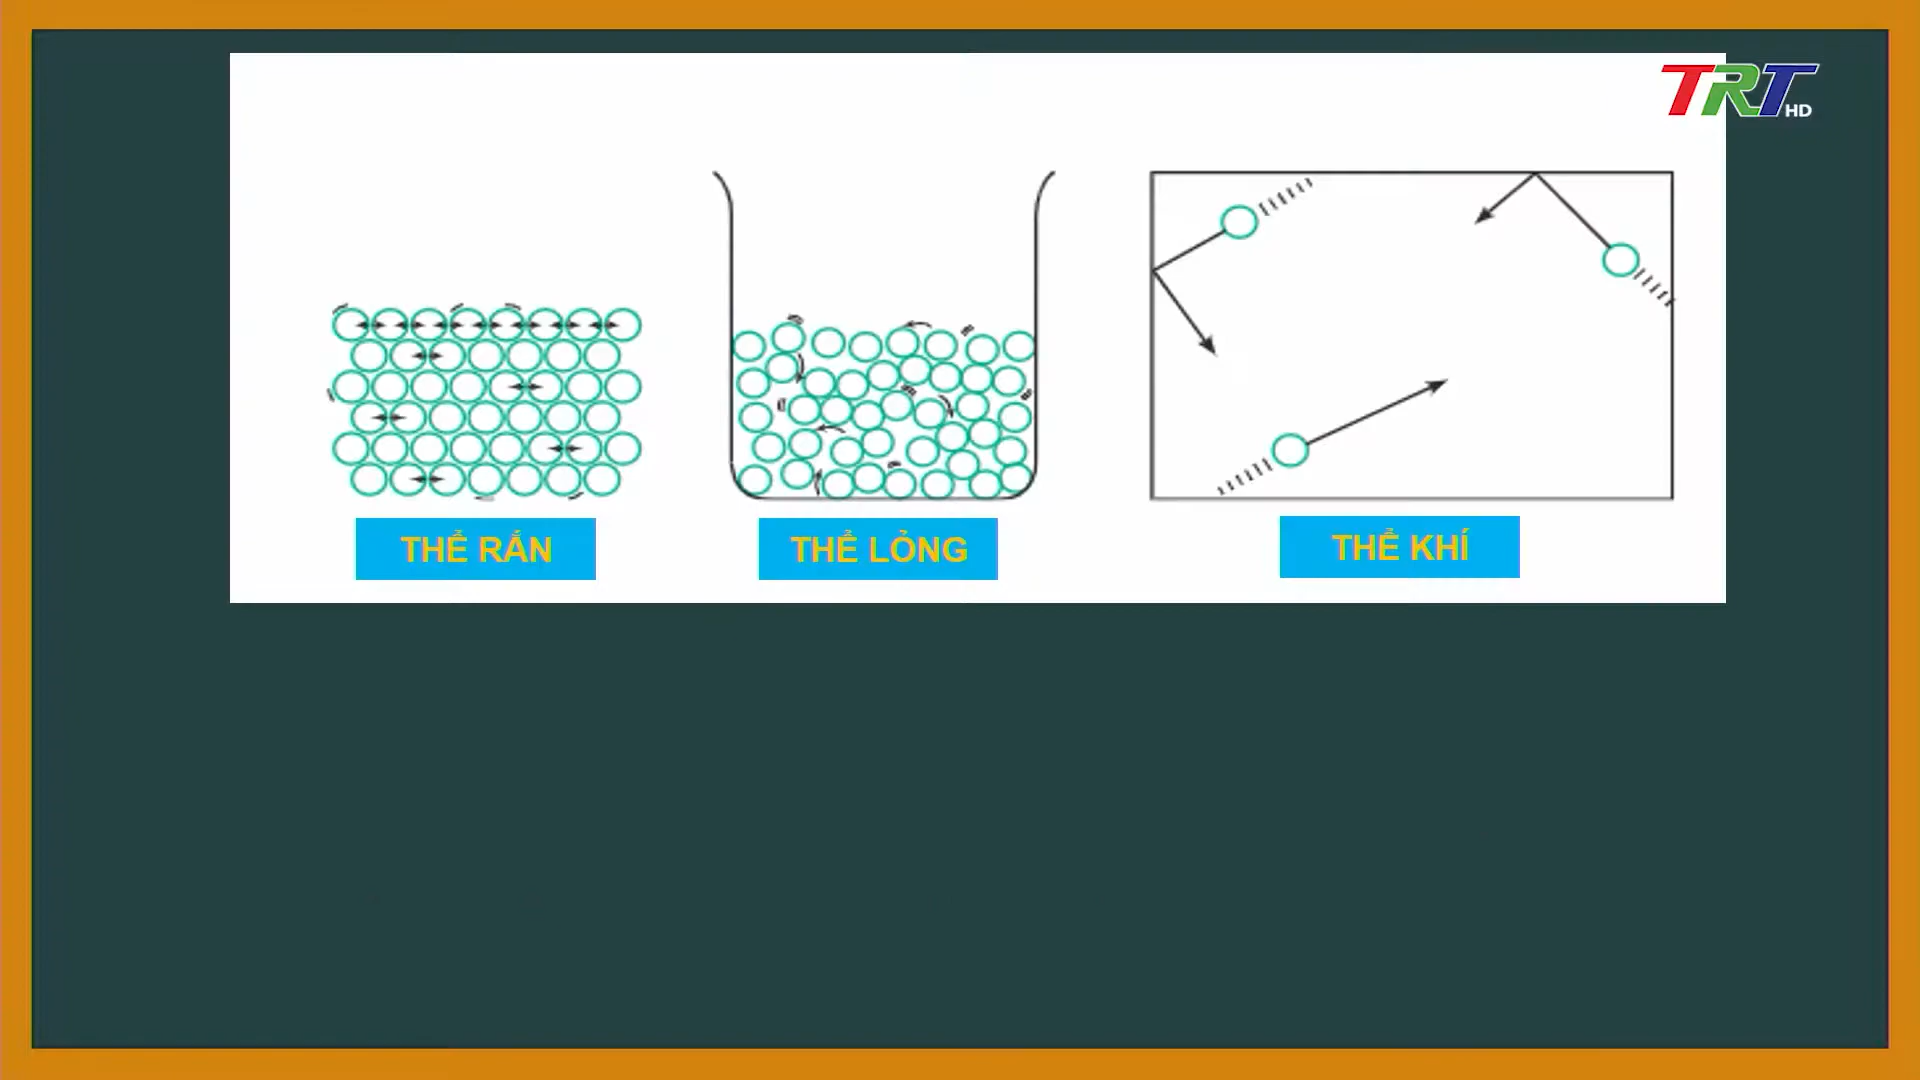 TRT HD
THỂ RẮN
THỂ LỎNG
THỂ KHÍ